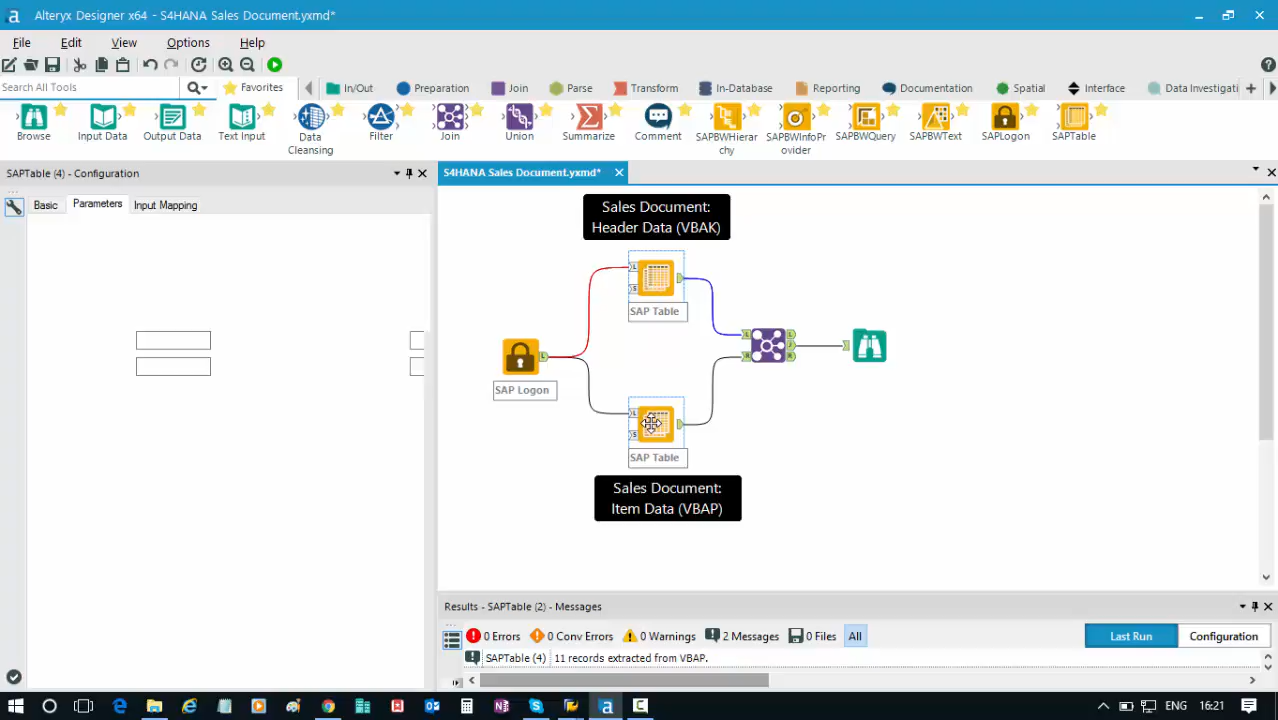 Alteryx Designer x64 - S4HANA Sales Document.yxmd*
File Edit View Options Help
Search All Tools
Favorites
In/Out
Preparation
Join
Parse
Transform
In-Database
Reporting
Documentation
Spatial
Interface
Data Investigati
Browse
Input Data
Output Data
Text Input
Data
Cleansing
Filter
Join
Union
Summarize
Comment
SAPBWHierar
chy
SAPBWInfoPr
ovider
SAPBWQuery
SAPBWText
SAPLogon
SAPTable
SAPTable (4) - Configuration
S4HANA Sales Document.yxmd*
Basic
Parameters
Input Mapping
Sales Document:
Header Data (VBAK)
L
S
SAP Table
L
SAP Logon
L
R
L
J
R
L
S
SAP Table
Sales Document:
Item Data (VBAP)
Results - SAPTable (2) - Messages
0 Errors
0 Conv Errors
0 Warnings
2 Messages
0 Files
All
Last Run
Configuration
SAPTable (4)
11 records extracted from VBAP.
ENG
16:21